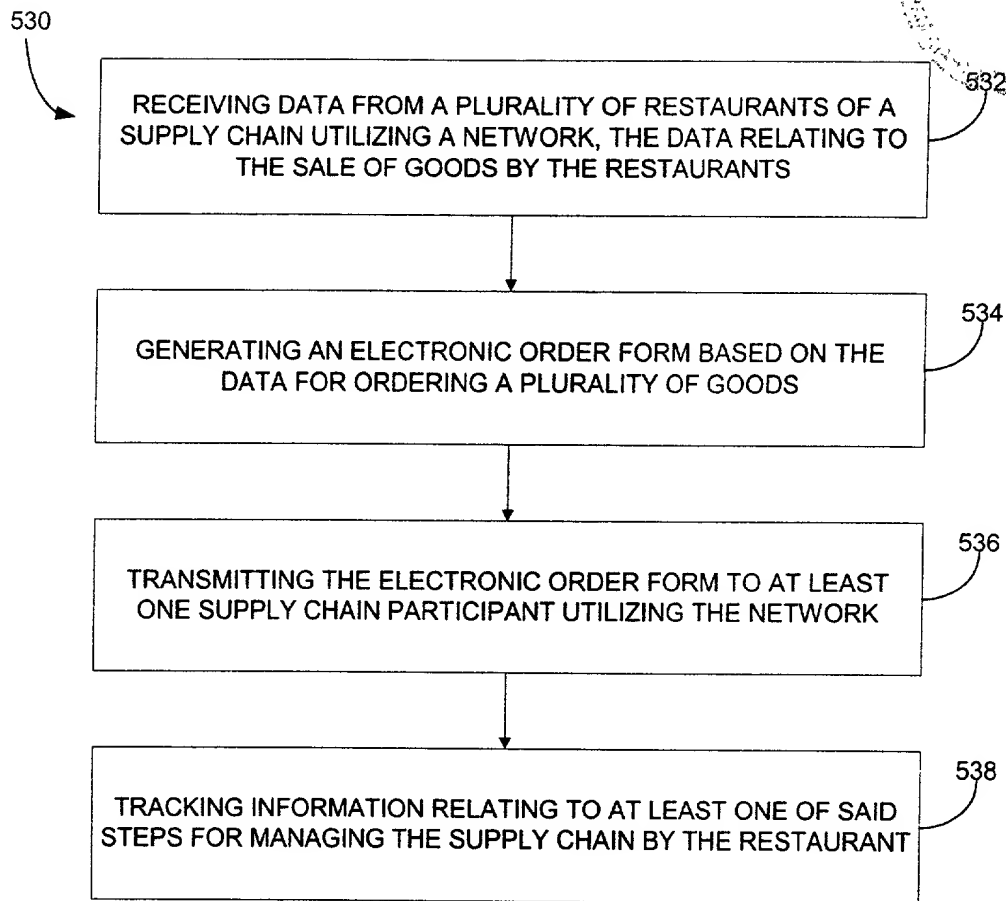 530
532
RECEIVING DATA FROM A PLURALITY OF RESTAURANTS OF A
SUPPLY CHAIN UTILIZING A NETWORK, THE DATA RELATING TO
THE SALE OF GOODS BY THE RESTAURANTS
534
GENERATING AN ELECTRONIC ORDER FORM BASED ON THE
DATA FOR ORDERING A PLURALITY OF GOODS
536
TRANSMITTING THE ELECTRONIC ORDER FORM TO AT LEAST
ONE SUPPLY CHAIN PARTICIPANT UTILIZING THE NETWORK
538
TRACKING INFORMATION RELATING TO AT LEAST ONE OF SAID
STEPS FOR MANAGING THE SUPPLY CHAIN BY THE RESTAURANT